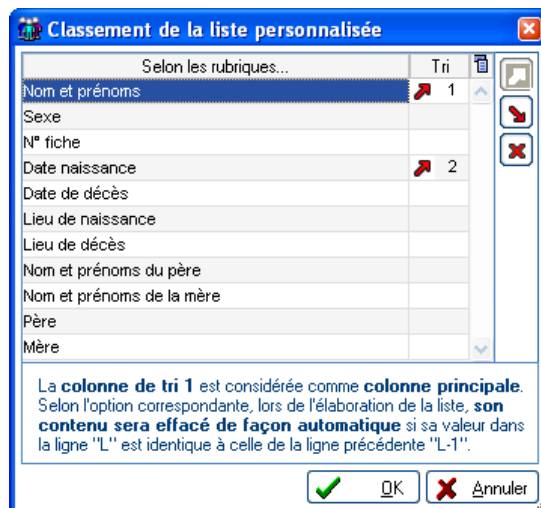 Classement de la liste personnalisée
Selon les rubriques... Tri
Nom et prénoms 1
Sexe
N° fiche
Date naissance 2
Date de décès
Lieu de naissance
Lieu de décès
Nom et prénoms du père
Nom et prénoms de la mère
Père
Mère
La colonne de tri 1 est considérée comme colonne principale.
Selon l'option correspondante, lors de l'élaboration de la liste, son
contenu sera effacé de façon automatique si sa valeur dans
la ligne "L" est identique à celle de la ligne précédente "L-1".
OK Annuler